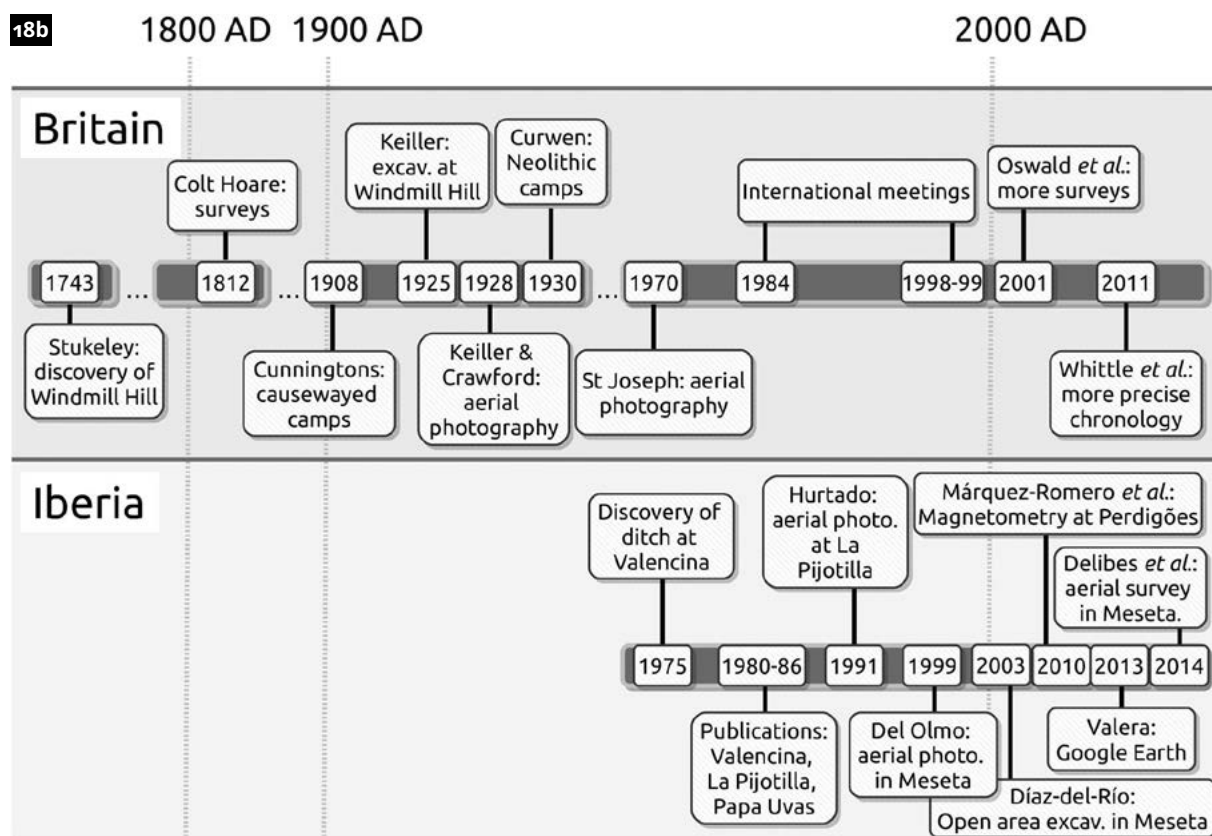 18b
1800 AD
1900 AD
2000 AD
Britain
Colt Hoare:
surveys
Keiller:
excav. at
Windmill Hill
Curwen:
Neolithic
camps
International meetings
Oswald et al.:
more surveys
1743
...
1812
...
1908
1925
1928
1930
...
1970
1984
1998-99
2001
2011
Stukeley:
discovery of
Windmill Hill
Cunningtons:
causewayed
camps
Keiller &
Crawford:
aerial
photography
St Joseph: aerial
photography
Whittle et al.:
more precise
chronology
Iberia
Discovery of
ditch at
Valencina
Hurtado:
aerial photo.
at La
Pijotilla
Márquez-Romero et al.:
Magnetometry at Perdigões
Delibes et al.:
aerial survey
in Meseta.
1975
1980-86
1991
1999
2003
2010
2013
2014
Publications:
Valencina,
La Pijotilla,
Papa Uvas
Del Olmo:
aerial photo.
in Meseta
Valera:
Google Earth
Díaz-del-Río:
Open area excav. in Meseta